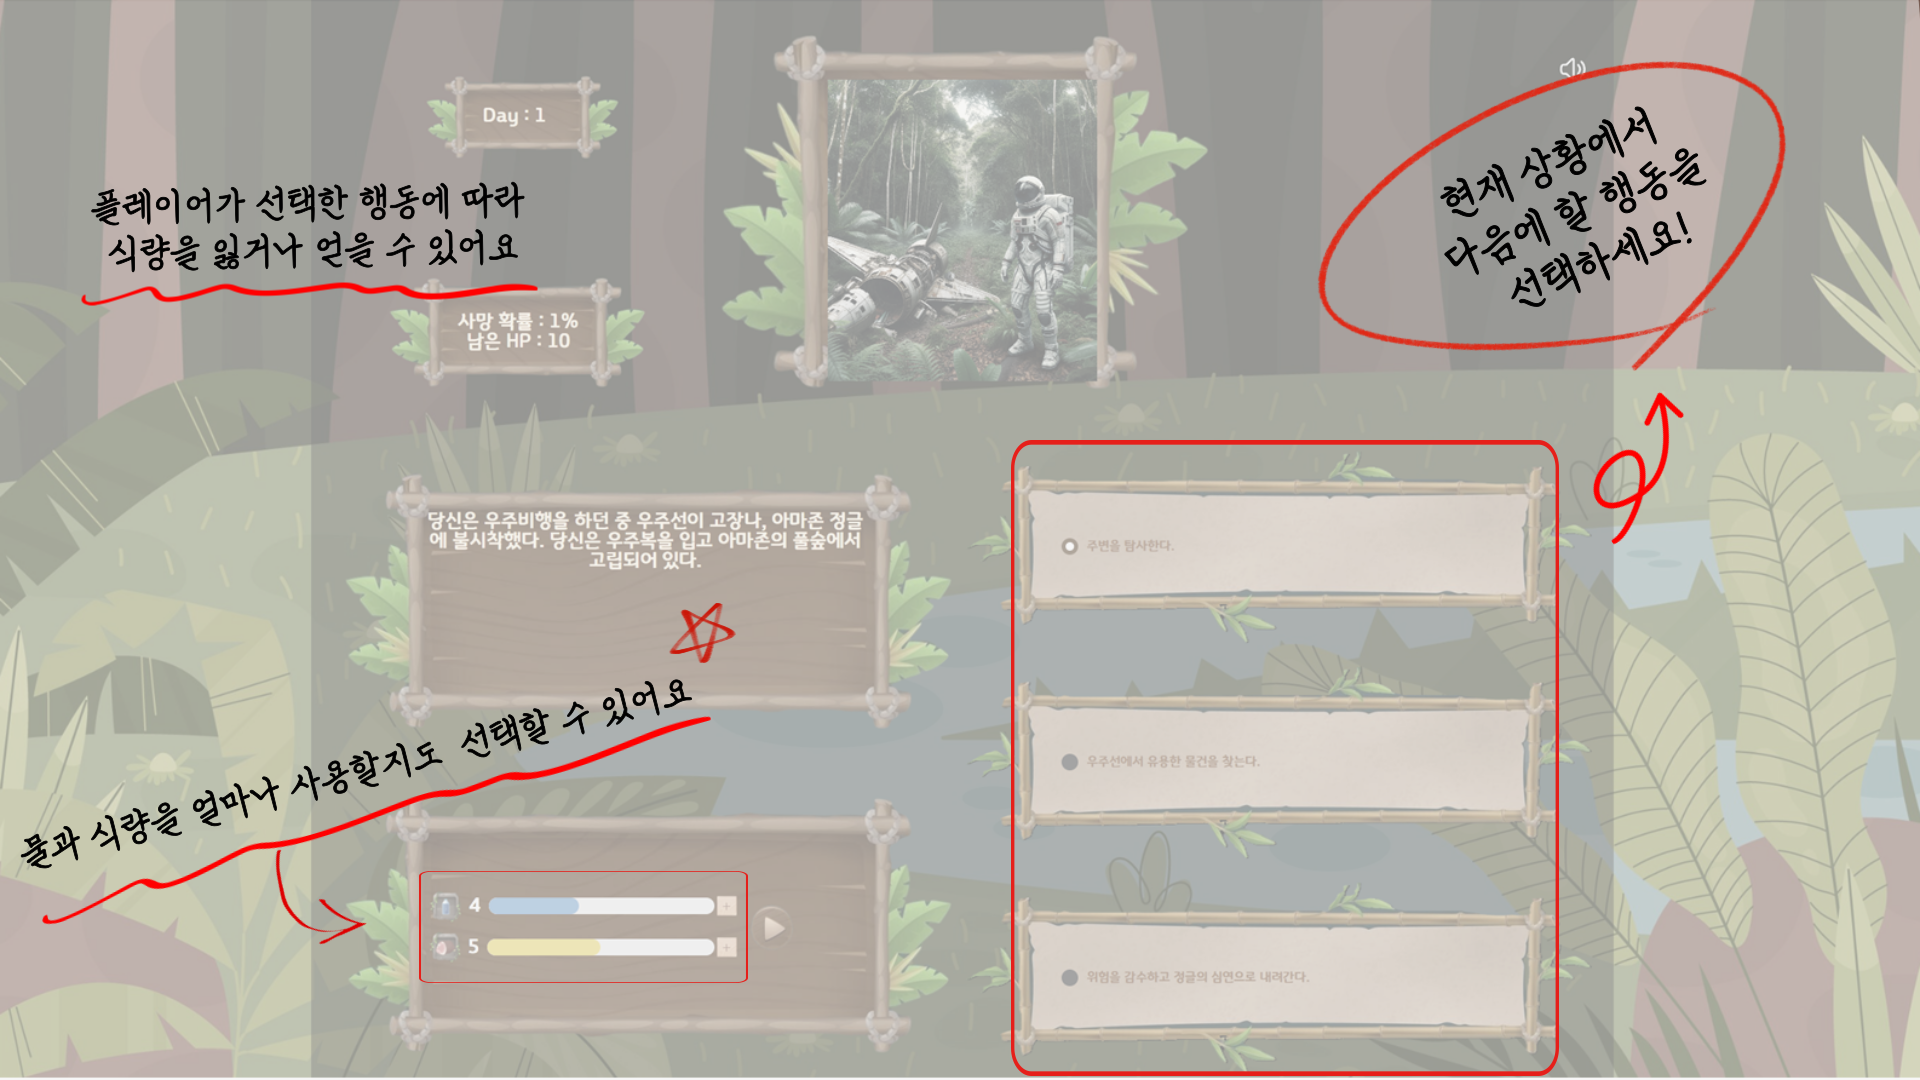 Day : 1
플레이어가 선택한 행동에 따라
식량을 잃거나 얻을 수 있어요
사망 확률 : 1%
남은 HP : 10
현재 상황에서
다음에 할 행동을
선택하세요!
당신은 우주비행을 하던 중 우주선이 고장나, 아마존 정글
에 불시착했다. 당신은 우주복을 입고 아마존의 풀숲에서
고립되어 있다.
물과 식량을 얼마나 사용할지도 선택할 수 있어요
4
5
주변을 탐사한다.
우주선에서 유용한 물건을 찾는다.
위험을 감수하고 정글의 심연으로 내려간다.